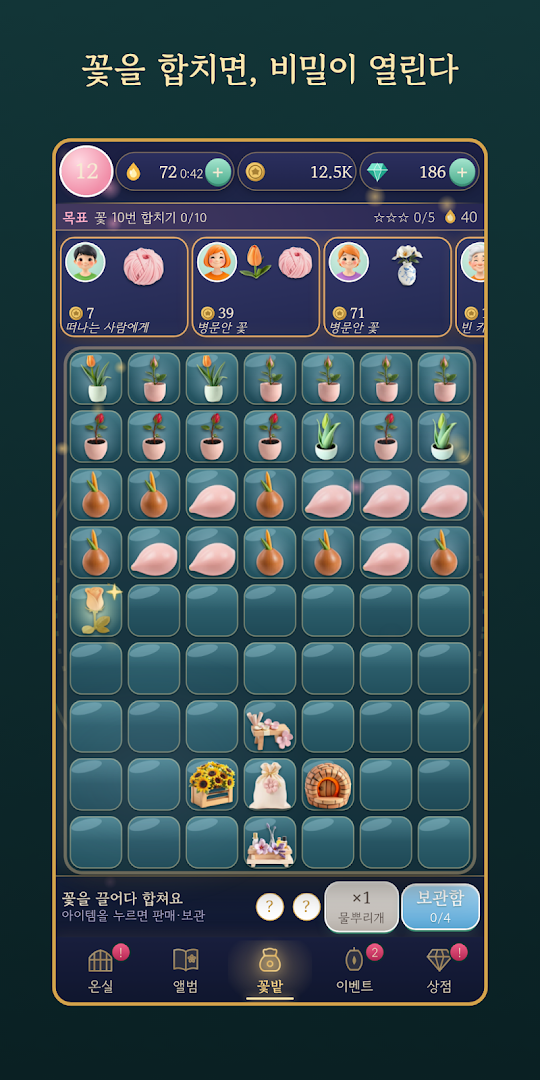 꽃을 합치면, 비밀이 열린다
12 72 0:42 + 12.5K 186 +
목표 꽃 10번 합치기 0/10 ☆☆☆ 0/5 40
7 39 71
떠나는 사람에게 병문안 꽃 병문안 꽃
꽃을 끌어다 합쳐요
아이템을 누르면 판매·보관
? ? ×1 보관함
물뿌리개 0/4
! 2 !
온실 앨범 꽃밭 이벤트 상점